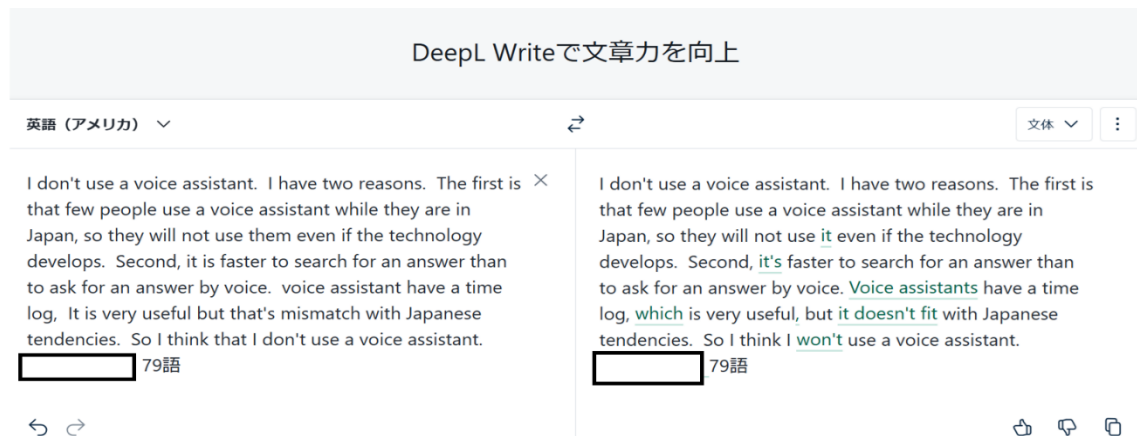 DeepL Writeで文章力を向上
英語（アメリカ）
文体
I don't use a voice assistant.  I have two reasons.  The first is
that few people use a voice assistant while they are in
Japan, so they will not use them even if the technology
develops.  Second, it is faster to search for an answer than
to ask for an answer by voice.  voice assistant have a time
log,  It is very useful but that's mismatch with Japanese
tendencies.  So I think that I don't use a voice assistant.
79語
I don't use a voice assistant.  I have two reasons.  The first is
that few people use a voice assistant while they are in
Japan, so they will not use it even if the technology
develops.  Second, it's faster to search for an answer than
to ask for an answer by voice. Voice assistants have a time
log, which is very useful, but it doesn't fit with Japanese
tendencies.  So I think I won't use a voice assistant.
79語